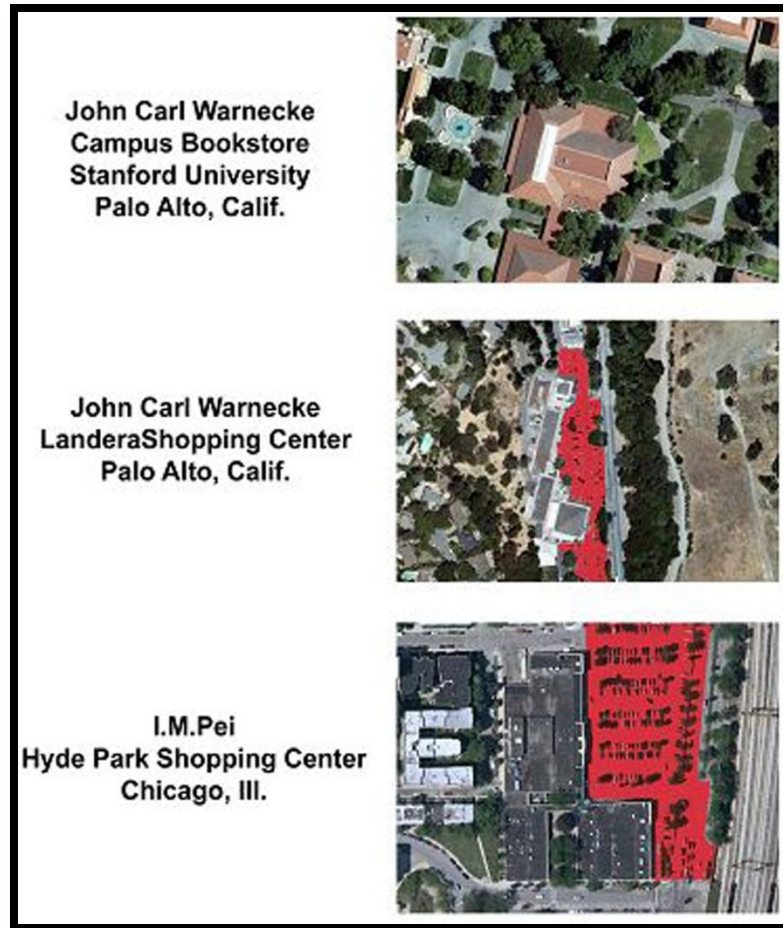 John Carl Warnecke
Campus Bookstore
Stanford University
Palo Alto, Calif.
John Carl Warnecke
LanderaShopping Center
Palo Alto, Calif.
I.M.Pei
Hyde Park Shopping Center
Chicago, Ill.